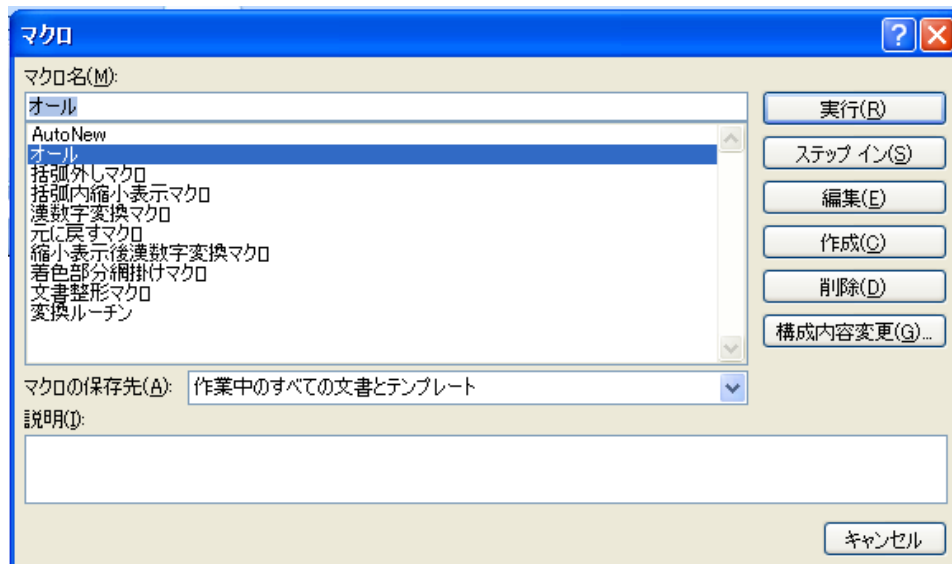 マクロ
マクロ名(M):
オール
実行(R)
AutoNew
オール
括弧外しマクロ
括弧内縮小表示マクロ
漢数字変換マクロ
元に戻すマクロ
縮小表示後漢数字変換マクロ
着色部分網掛けマクロ
文書整形マクロ
変換ルーチン
ステップ イン(S)
編集(E)
作成(C)
削除(D)
構成内容変更(G)...
マクロの保存先(A): 作業中のすべての文書とテンプレート
説明(I):
キャンセル